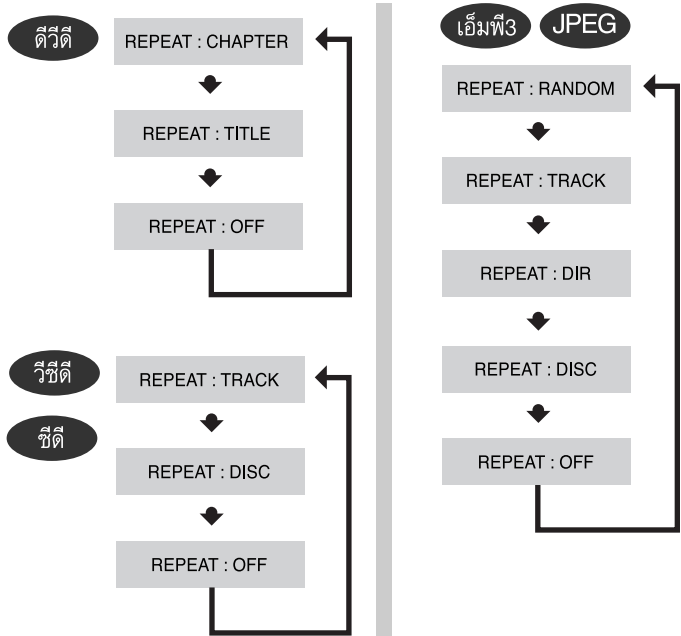 ดีวีดี
REPEAT : CHAPTER
REPEAT : TITLE
REPEAT : OFF
วีซีดี
ซีดี
REPEAT : TRACK
REPEAT : DISC
REPEAT : OFF
เอ็มพี3
JPEG
REPEAT : RANDOM
REPEAT : TRACK
REPEAT : DIR
REPEAT : DISC
REPEAT : OFF